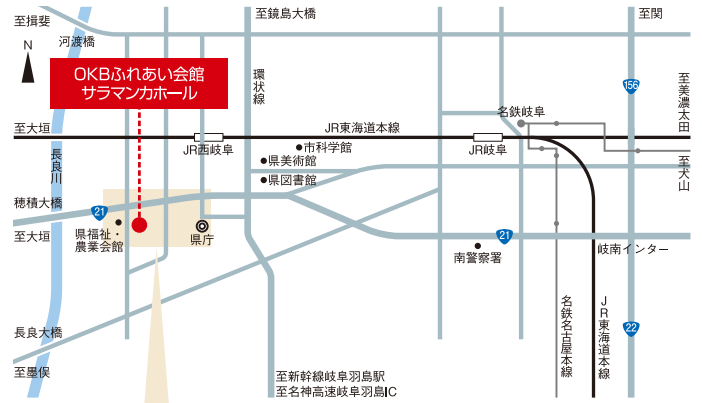 至揖斐
至鏡島大橋
至関
河渡橋
N
OKBふれあい会館
サラマンカホール
環状線
156
至美濃太田
名鉄岐阜
至大垣
JR東海道本線
市科学館
JR西岐阜
JR岐阜
長良川
県美術館
県図書館
至犬山
穂積大橋
21
県福祉・
農業会館
県庁
至大垣
21
南警察署
岐南インター
名鉄名古屋本線
JR東海道本線
22
長良大橋
至墨俣
至新幹線岐阜羽島駅
至名神高速岐阜羽島IC